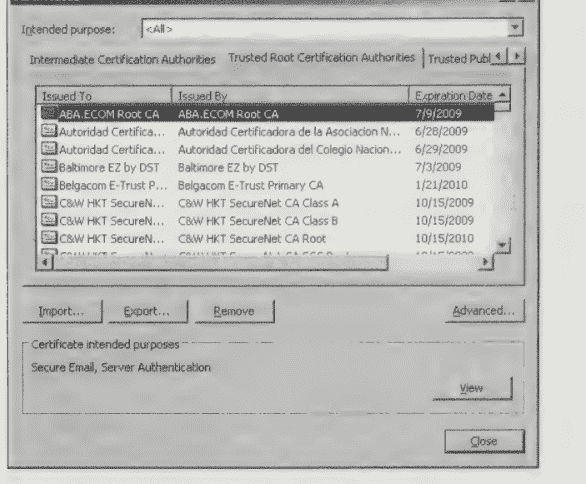 Intended purpose: <All>
Intermediate Certification Authorities Trusted Root Certification Authorities Trusted Publ
Issued To Issued By Expiration Date
ABA.ECOM Root CA ABA.ECOM Root CA 7/9/2009
Autoridad Certifica... Autoridad Certificadora de la Asociacion N... 6/28/2009
Autoridad Certifica... Autoridad Certificadora del Colegio Nacion... 6/29/2009
Baltimore EZ by DST Baltimore EZ by DST 7/3/2009
Belgacom E-Trust P... Belgacom E-Trust Primary CA 1/21/2010
C&W HKT SecureN... C&W HKT SecureNet CA Class A 10/15/2009
C&W HKT SecureN... C&W HKT SecureNet CA Class B 10/15/2009
C&W HKT SecureN... C&W HKT SecureNet CA Root 10/15/2010
Import... Export... Remove Advanced...
Certificate intended purposes
Secure Email, Server Authentication
View
Close